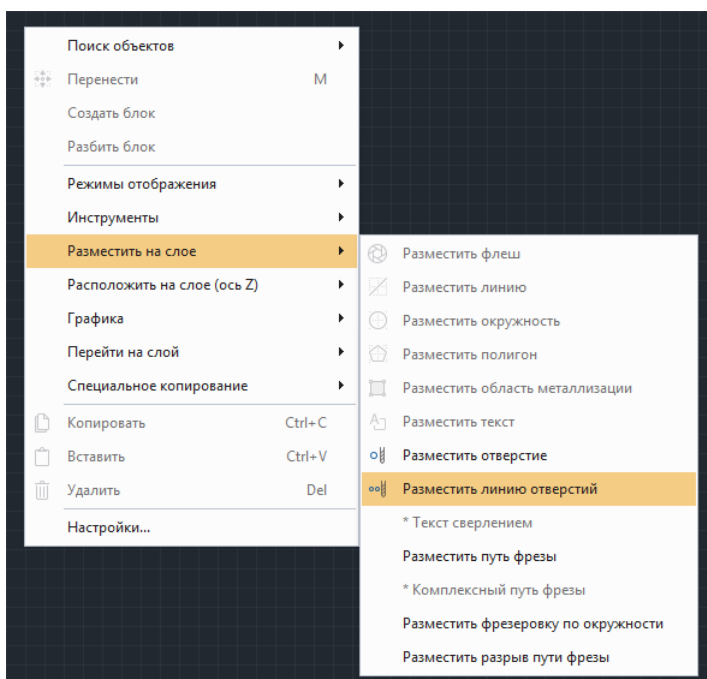 Поиск объектов
Перенести M
Создать блок
Разбить блок
Режимы отображения
Инструменты
Разместить на слое
Расположить на слое (ось Z)
Графика
Перейти на слой
Специальное копирование
Копировать Ctrl+C
Вставить Ctrl+V
Удалить Del
Настройки...
Разместить флеш
Разместить линию
Разместить окружность
Разместить полигон
Разместить область металлизации
Разместить текст
Разместить отверстие
Разместить линию отверстий
* Текст сверлением
Разместить путь фрезы
* Комплексный путь фрезы
Разместить фрезеровку по окружности
Разместить разрыв пути фрезы